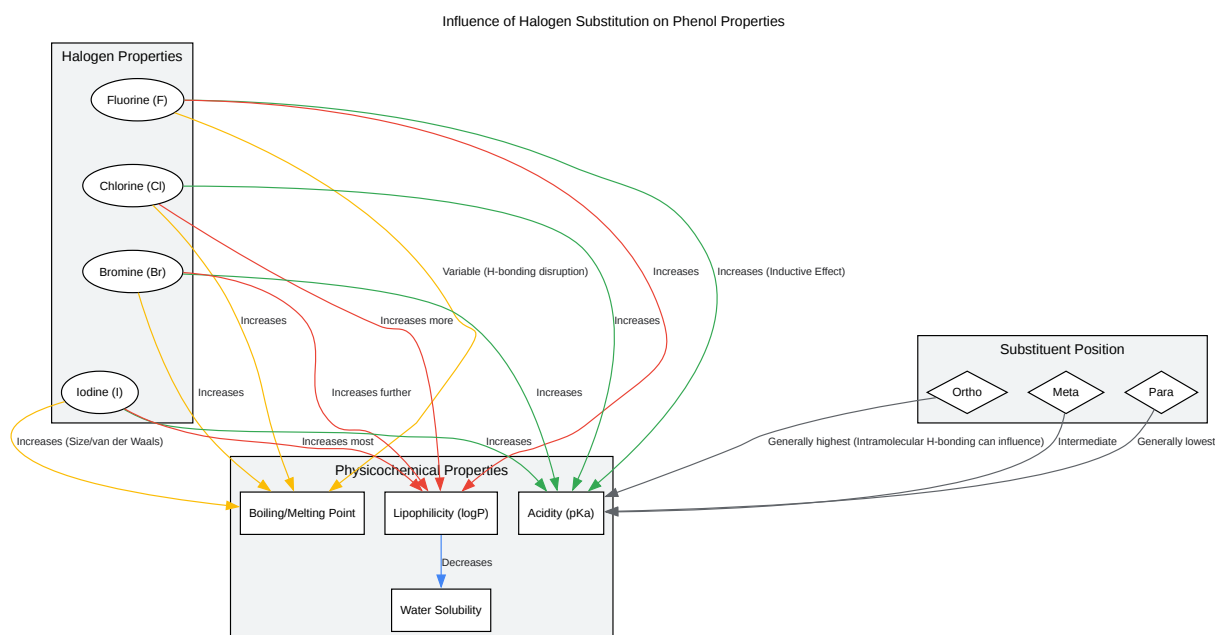 Influence of Halogen Substitution on Phenol Properties
Halogen Properties
Fluorine (F)
Chlorine (Cl)
Bromine (Br)
Variable (H-bonding disruption)
Increases
Increases (Inductive Effect)
Increases
Increases more
Increases
Substituent Position
Iodine (I)
Increases
Increases further
Increases
Ortho
Meta
Para
Increases (Size/van der Waals)
Increases most
Increases
Generally highest (Intramolecular H-bonding can influence)
Intermediate
Generally lowest
Physicochemical Properties
Boiling/Melting Point
Lipophilicity (logP)
Acidity (pKa)
Decreases
Water Solubility